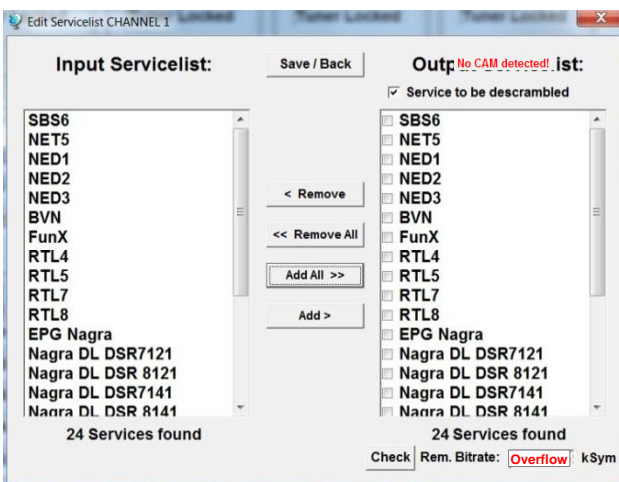 Edit Servicelist CHANNEL 1
Tuner Locked
Tuner Locked
Input Servicelist:
Save / Back
No CAM detected!
ist:
Service to be descrambled
SBS6
NET5
NED1
NED2
NED3
BVN
FunX
RTL4
RTL5
RTL7
RTL8
EPG Nagra
Nagra DL DSR7121
Nagra DL DSR 8121
Nagra DL DSR7141
Nagra DL DSR 8141
24 Services found
< Remove
<< Remove All
Add All >>
Add >
SBS6
NET5
NED1
NED2
NED3
BVN
FunX
RTL4
RTL5
RTL7
RTL8
EPG Nagra
Nagra DL DSR7121
Nagra DL DSR 8121
Nagra DL DSR7141
Nagra DL DSR 8141
24 Services found
Check Rem. Bitrate: Overflow kSym